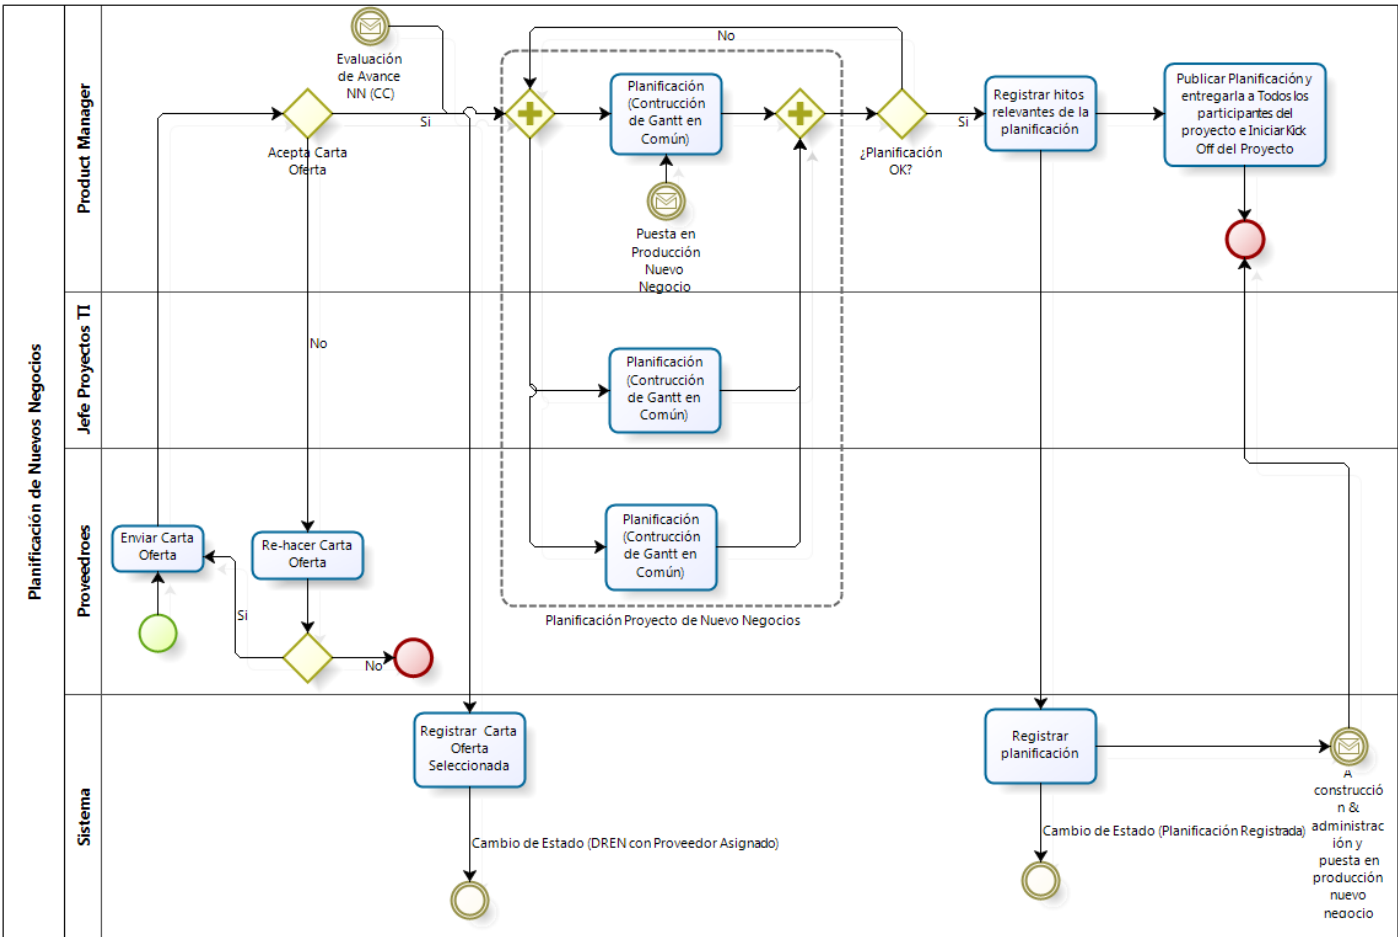 Planificación de Nuevos Negocios
Product Manager
Evaluación
de Avance
NN (CC)
Acepta Carta
Oferta
Si
No
No
Planificación
(Contrucción
de Gantt en
Común)
Puesta en
Producción
Nuevo
Negocio
¿Planificación
OK?
Si
Registrar hitos
relevantes de la
planificación
Publicar Planificación y
entregarla a Todos los
participantes del
proyecto e Iniciar Kick
Off del Proyecto
Jefe Proyectos TI
Planificación
(Contrucción
de Gantt en
Común)
Proveedroes
Enviar Carta
Oferta
Re-hacer Carta
Oferta
Si
No
Planificación
(Contrucción
de Gantt en
Común)
Planificación Proyecto de Nuevo Negocios
Sistema
Registrar Carta
Oferta
Seleccionada
Cambio de Estado (DREN con Proveedor Asignado)
Registrar
planificación
Cambio de Estado (Planificación Registrada)
A
construcció
n &
administrac
ión y
puesta en
producción
nuevo
negocio